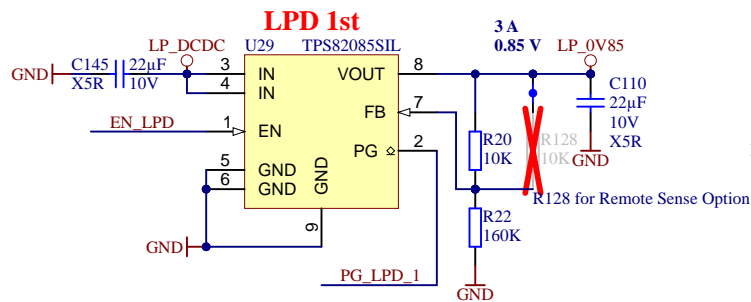 LPD 1st
LP_DCDC
U29 TPS82085SIL
3 A
0.85 V
LP_0V85
GND
C145
22µF
X5R
10V
3 IN
4 IN
VOUT 8
FB 7
EN_LPD
1 EN
PG 2
5 GND
6 GND
GND
9
GND
R20
10K
R128
10K
C110
22µF
10V
X5R
GND
R128 for Remote Sense Option
R22
160K
PG_LPD_1
GND